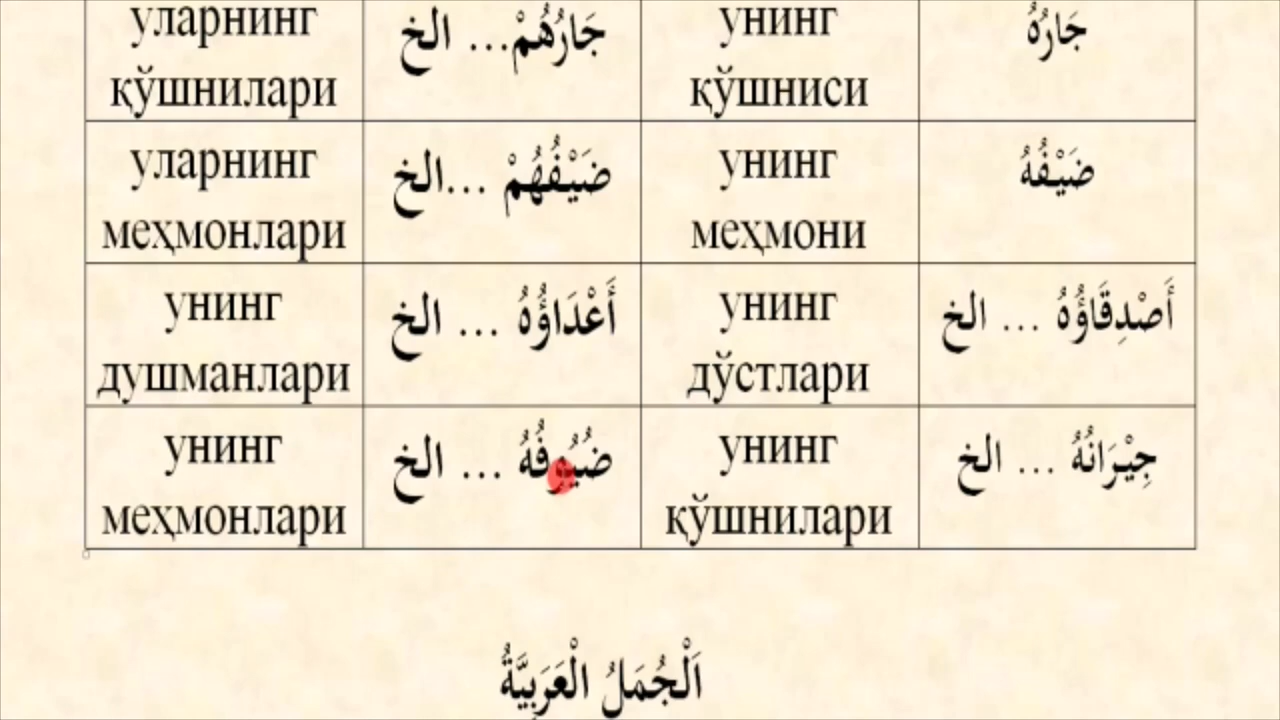 уларнинг
қўшнилари
جَارُهُمْ... الخ
унинг
қўшниси
جَارُهُ
уларнинг
меҳмонлари
ضَيْفُهُمْ ...الخ
унинг
меҳмони
ضَيْفُهُ
унинг
душманлари
أَعْدَاؤُهُ ... الخ
унинг
дўстлари
أَصْدِقَاؤُهُ ... الخ
унинг
меҳмонлари
ضُيُوفُهُ ... الخ
унинг
қўшнилари
جِيْرَانُهُ ... الخ
اَلْجُمَلُ الْعَرَبِيَّةُ